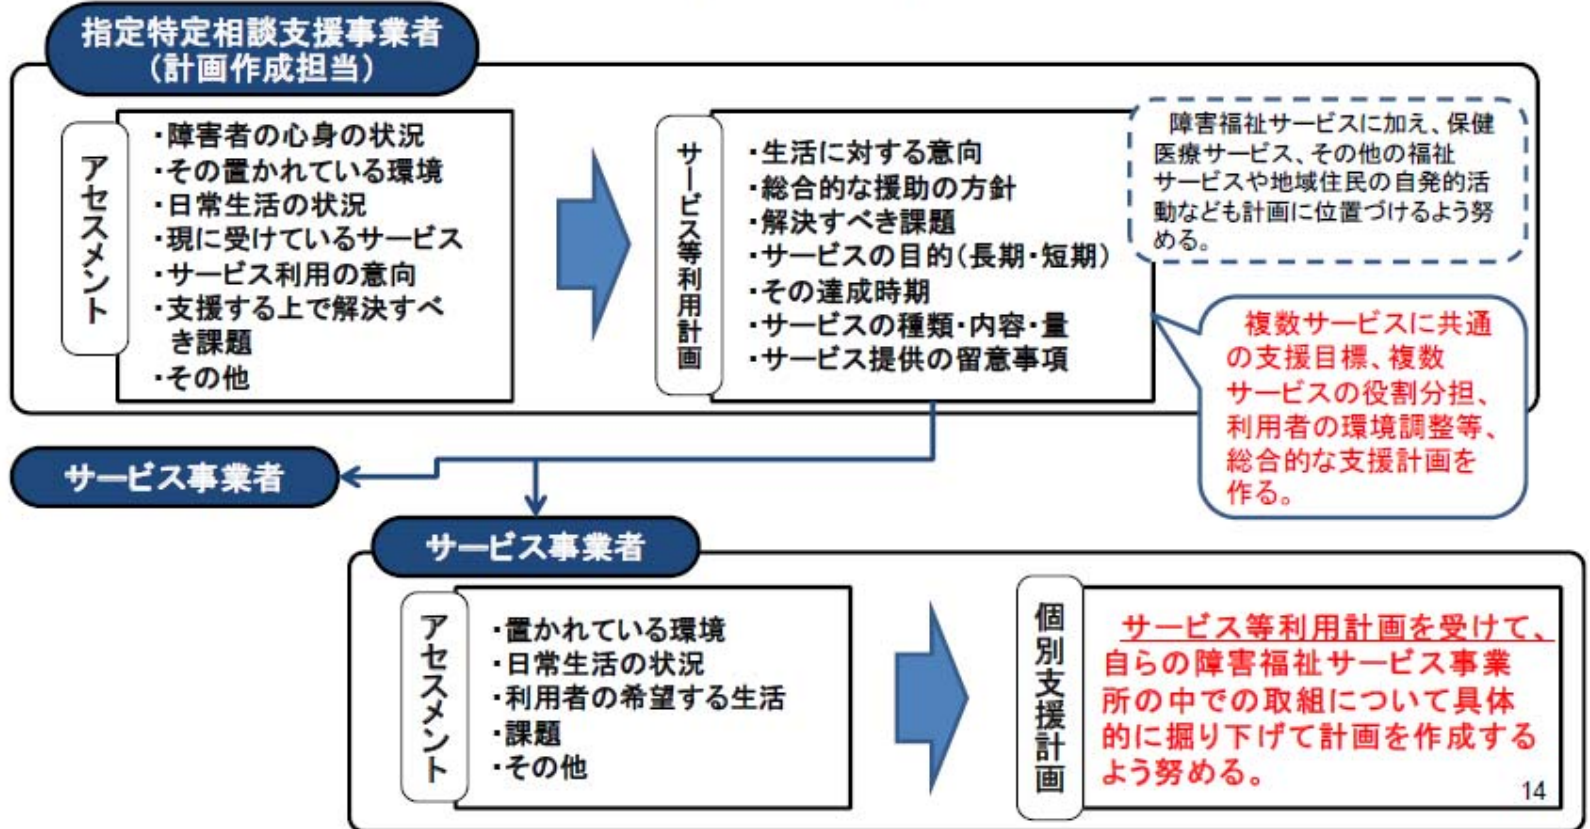 指定特定相談支援事業者
（計画作成担当）
アセスメント
・障害者の心身の状況
・その置かれている環境
・日常生活の状況
・現に受けているサービス
・サービス利用の意向
・支援する上で解決すべ
き課題
・その他
サービス等利用計画
・生活に対する意向
・総合的な援助の方針
・解決すべき課題
・サービスの目的（長期・短期）
・その達成時期
・サービスの種類・内容・量
・サービス提供の留意事項
障害福祉サービスに加え、保健
医療サービス、その他の福祉
サービスや地域住民の自発的活
動なども計画に位置づけるよう努
める。
複数サービスに共通
の支援目標、複数
サービスの役割分担、
利用者の環境調整等、
総合的な支援計画を
作る。
サービス事業者
サービス事業者
アセスメント
・置かれている環境
・日常生活の状況
・利用者の希望する生活
・課題
・その他
個別支援計画
サービス等利用計画を受けて、
自らの障害福祉サービス事業
所の中での取組について具体
的に掘り下げて計画を作成する
よう努める。
14